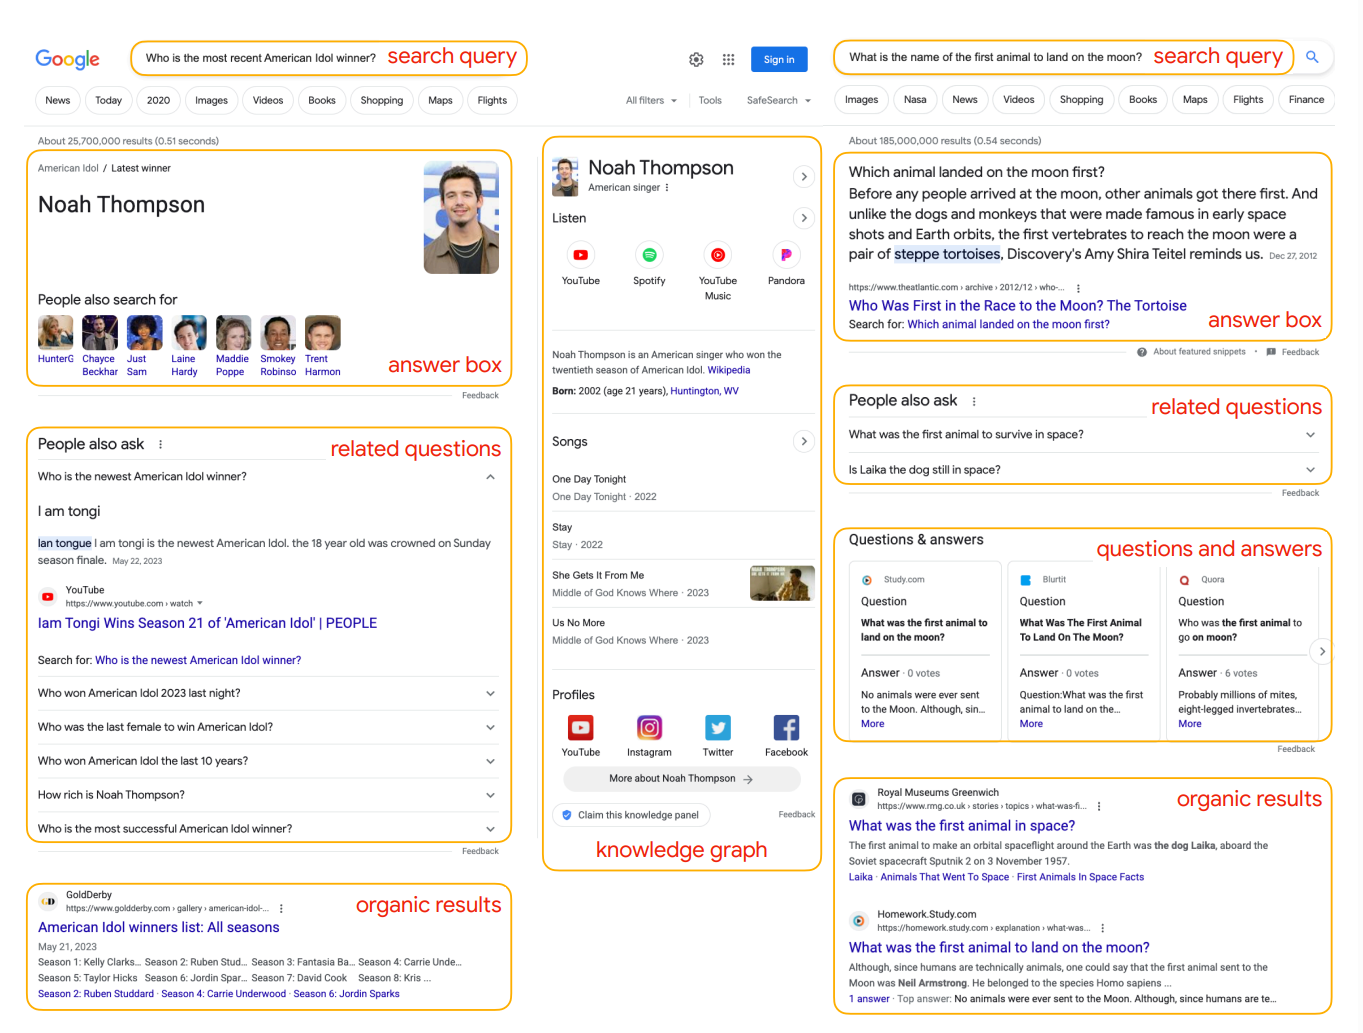 Google
Who is the most recent American Idol winner? search query
Sign in
News Today 2020 Images Videos Books Shopping Maps Flights
All filters Tools SafeSearch
About 25,700,000 results (0.51 seconds)
American Idol / Latest winner
Noah Thompson
People also search for
HunterG Chayce Beckhar Just Sam Laine Hardy Maddie Poppe Smokey Robinso Trent Harmon
answer box
Feedback
People also ask
related questions
Who is the newest American Idol winner?
I am tongi
Ian tongue I am tongi is the newest American Idol. the 18 year old was crowned on Sunday
season finale. May 22, 2023
YouTube
https://www.youtube.com › watch
Iam Tongi Wins Season 21 of 'American Idol' | PEOPLE
Search for: Who is the newest American Idol winner?
Who won American Idol 2023 last night?
Who was the last female to win American Idol?
Who won American Idol the last 10 years?
How rich is Noah Thompson?
Who is the most successful American Idol winner?
Feedback
GD
GoldDerby
https://www.goldderby.com › gallery › american-idol-...
organic results
American Idol winners list: All seasons
May 21, 2023
Season 1: Kelly Clarks... Season 2: Ruben Stud... Season 3: Fantasia Ba... Season 4: Carrie Unde...
Season 5: Taylor Hicks Season 6: Jordin Spar... Season 7: David Cook Season 8: Kris ...
Season 2: Ruben Studdard · Season 4: Carrie Underwood · Season 6: Jordin Sparks
Noah Thompson
American singer
Listen
YouTube Spotify YouTube Music Pandora
Noah Thompson is an American singer who won the
twentieth season of American Idol. Wikipedia
Born: 2002 (age 21 years), Huntington, WV
Songs
One Day Tonight
One Day Tonight · 2022
Stay
Stay · 2022
She Gets It From Me
Middle of God Knows Where · 2023
NOAH THOMPSON
Us No More
Middle of God Knows Where · 2023
Profiles
YouTube Instagram Twitter Facebook
More about Noah Thompson
Claim this knowledge panel
Feedback
knowledge graph
What is the name of the first animal to land on the moon? search query
Images Nasa News Videos Shopping Books Maps Flights Finance
About 185,000,000 results (0.54 seconds)
Which animal landed on the moon first?
Before any people arrived at the moon, other animals got there first. And
unlike the dogs and monkeys that were made famous in early space
shots and Earth orbits, the first vertebrates to reach the moon were a
pair of steppe tortoises, Discovery's Amy Shira Teitel reminds us. Dec 27, 2012
https://www.theatlantic.com › archive › 2012/12 › who-...
Who Was First in the Race to the Moon? The Tortoise
Search for: Which animal landed on the moon first?
answer box
About featured snippets · Feedback
People also ask
related questions
What was the first animal to survive in space?
Is Laika the dog still in space?
Feedback
Questions & answers
questions and answers
Study.com
Question
What was the first animal to
land on the moon?
Answer · 0 votes
No animals were ever sent
to the Moon. Although, sin...
More
Blurtit
Question
What Was The First Animal
To Land On The Moon?
Answer · 0 votes
Question:What was the first
animal to land on the...
More
Quora
Question
Who was the first animal to
go on moon?
Answer · 6 votes
Probably millions of mites,
eight-legged invertebrates...
More
Feedback
Royal Museums Greenwich
https://www.rmg.co.uk › stories › topics › what-was-fi...
organic results
What was the first animal in space?
The first animal to make an orbital spaceflight around the Earth was the dog Laika, aboard the
Soviet spacecraft Sputnik 2 on 3 November 1957.
Laika · Animals That Went To Space · First Animals In Space Facts
Homework.Study.com
https://homework.study.com › explanation › what-was...
What was the first animal to land on the moon?
Although, since humans are technically animals, one could say that the first animal sent to the
Moon was Neil Armstrong. He belonged to the species Homo sapiens ...
1 answer · Top answer: No animals were ever sent to the Moon. Although, since humans are te...